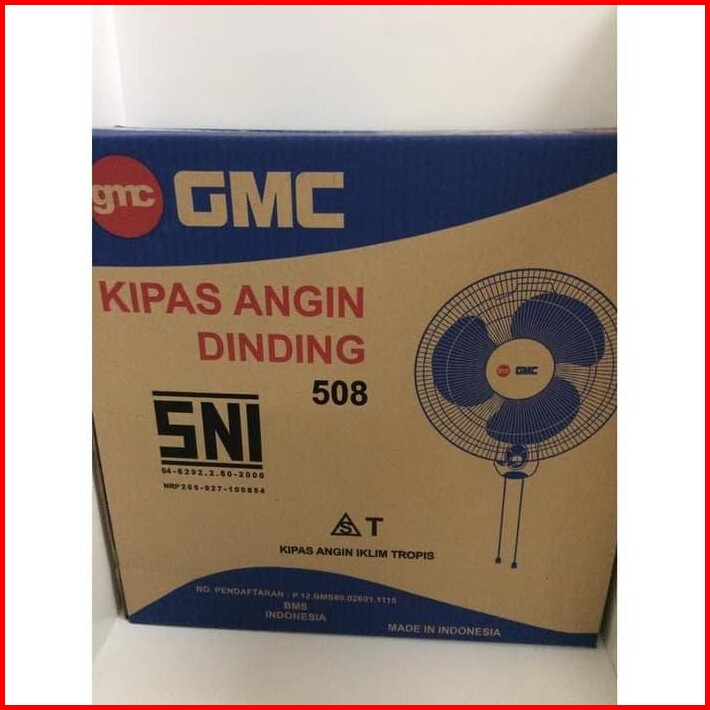 gmc GMC
KIPAS ANGIN
DINDING
508
SNI
04-6292.2.80-2006
NRP 205-027-100854
GMC
S T
KIPAS ANGIN IKLIM TROPIS
NO. PENDAFTARAN : P.12.BMS80.02601.1115
BMS
INDONESIA
MADE IN INDONESIA